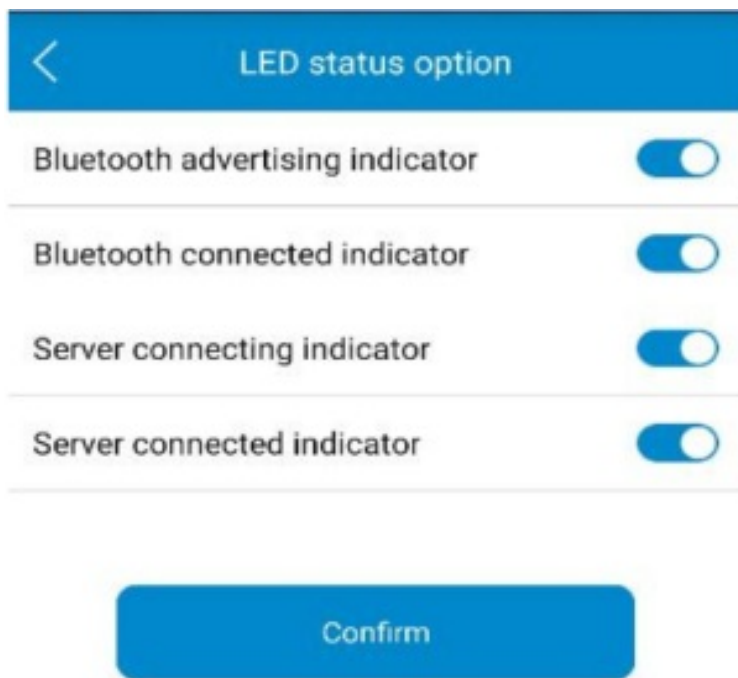 LED status option
Bluetooth advertising indicator
Bluetooth connected indicator
Server connecting indicator
Server connected indicator
Confirm